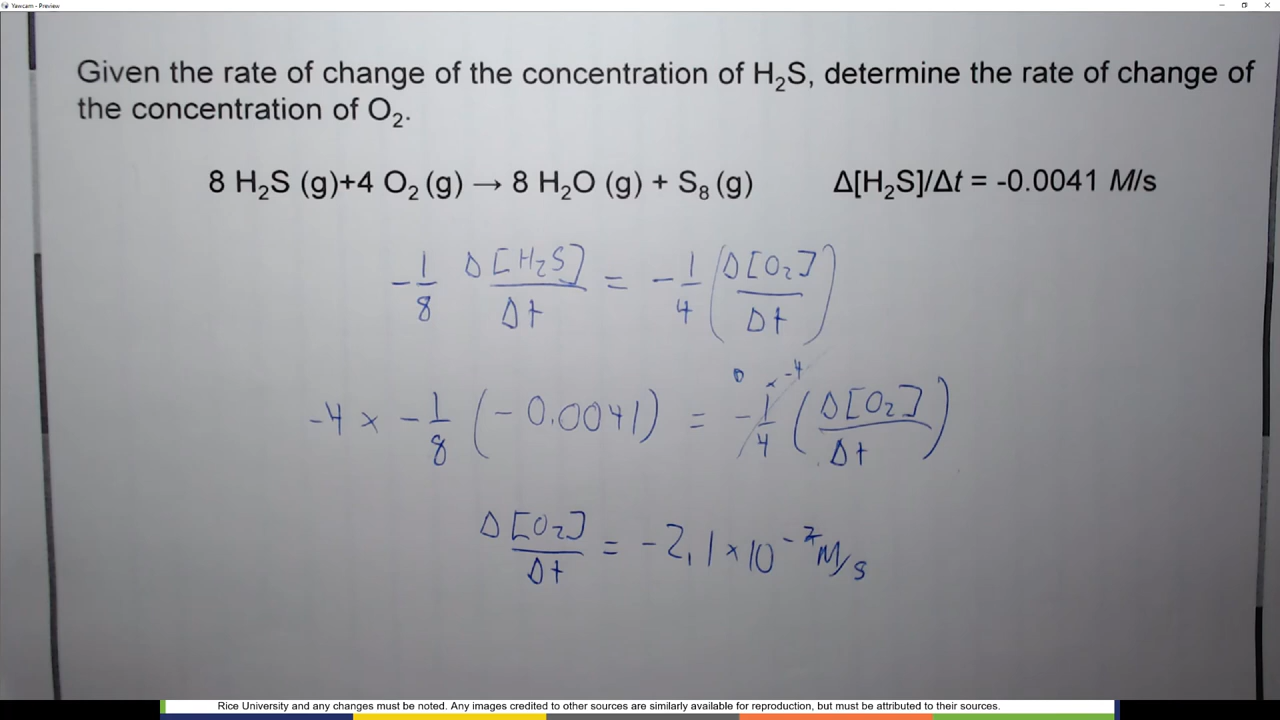 Yawcam - Preview
Given the rate of change of the concentration of H₂S, determine the rate of change of
the concentration of O₂.
8 H₂S (g)+4 O₂ (g) → 8 H₂O (g) + S₈ (g) Δ[H₂S]/Δt = -0.0041 M/s
-1/8 Δ[H₂S]/Δt = -1/4 (Δ[O₂]/Δt)
0 x -4
-4 x -1/8 (-0.0041) = -1/4 (Δ[O₂]/Δt)
Δ[O₂]/Δt = -2.1 x 10⁻² M/s
Rice University and any changes must be noted. Any images credited to other sources are similarly available for reproduction, but must be attributed to their sources.